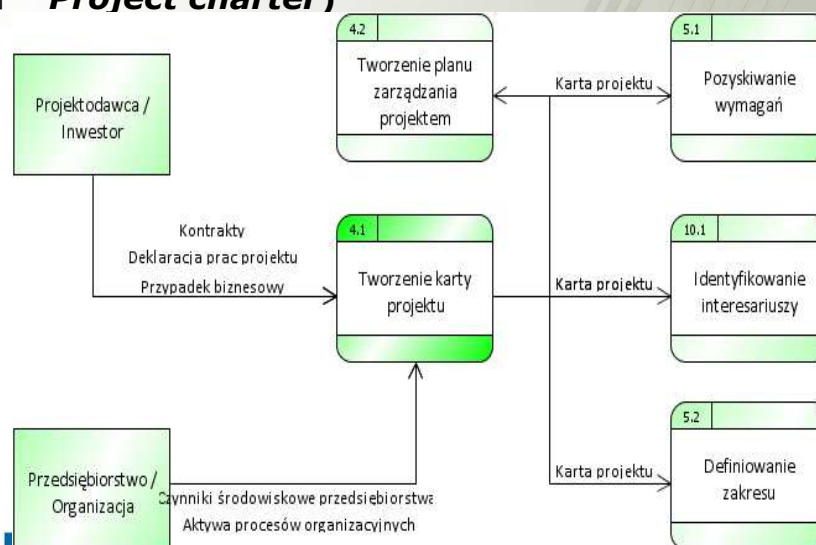 Project charter)
4.2
Tworzenie planu
zarządzania
projektem
5.1
Pozyskiwanie
wymagań
Karta projektu
Projektodawca /
Inwestor
Kontrakty
Deklaracja prac projektu
Przypadek biznesowy
4.1
Tworzenie karty
projektu
Karta projektu
10.1
Identyfikowanie
interesariuszy
Przedsiębiorstwo /
Organizacja
Czynniki środowiskowe przedsiębiorstwa
Aktywa procesów organizacyjnych
Karta projektu
5.2
Definiowanie
zakresu